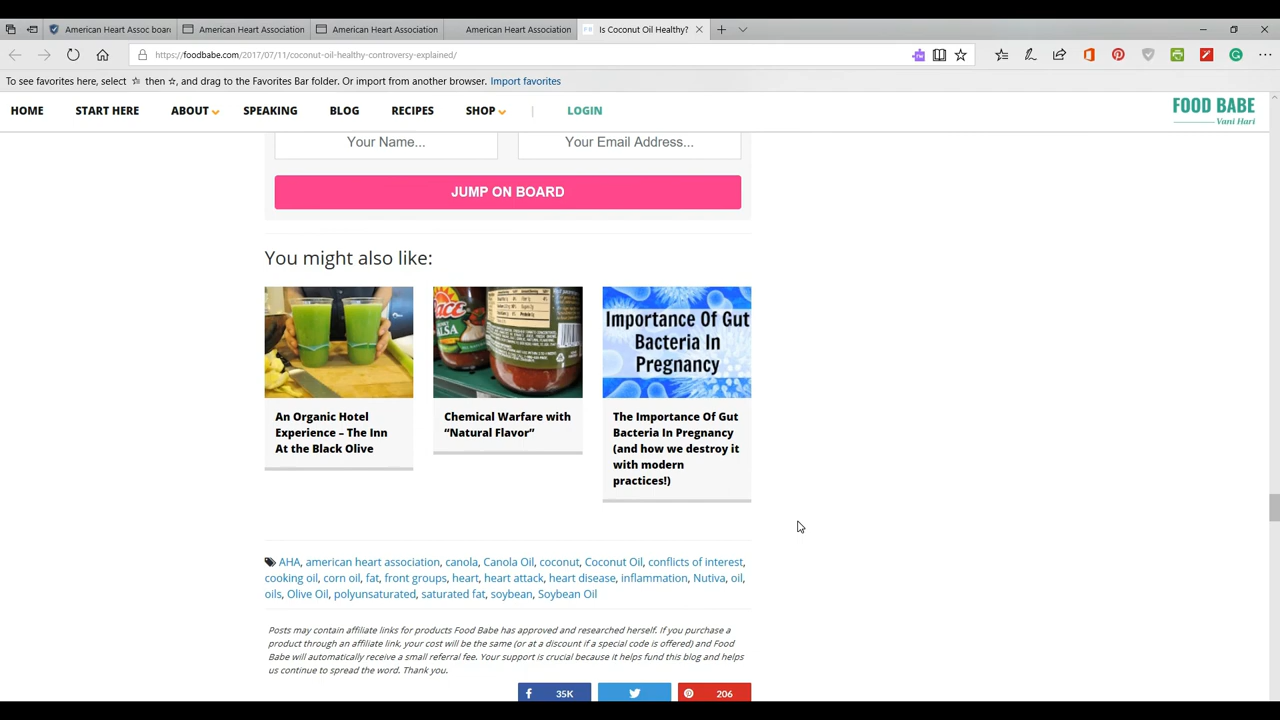 American Heart Assoc boar
American Heart Association
American Heart Association
American Heart Association
Is Coconut Oil Healthy?
https://foodbabe.com/2017/07/11/coconut-oil-healthy-controversy-explained/
To see favorites here, select ☆ then ☆, and drag to the Favorites Bar folder. Or import from another browser. Import favorites
HOME START HERE ABOUT SPEAKING BLOG RECIPES SHOP | LOGIN
FOOD BABE
Vani Hari
Your Name... Your Email Address...
JUMP ON BOARD
You might also like:
SALSA
Importance Of Gut
Bacteria In
Pregnancy
An Organic Hotel
Experience – The Inn
At the Black Olive
Chemical Warfare with
“Natural Flavor”
The Importance Of Gut
Bacteria In Pregnancy
(and how we destroy it
with modern
practices!)
AHA, american heart association, canola, Canola Oil, coconut, Coconut Oil, conflicts of interest,
cooking oil, corn oil, fat, front groups, heart, heart attack, heart disease, inflammation, Nutiva, oil,
oils, Olive Oil, polyunsaturated, saturated fat, soybean, Soybean Oil
Posts may contain affiliate links for products Food Babe has approved and researched herself. If you purchase a
product through an affiliate link, your cost will be the same (or at a discount if a special code is offered) and Food
Babe will automatically receive a small referral fee. Your support is crucial because it helps fund this blog and helps
us continue to spread the word. Thank you.
35K 206